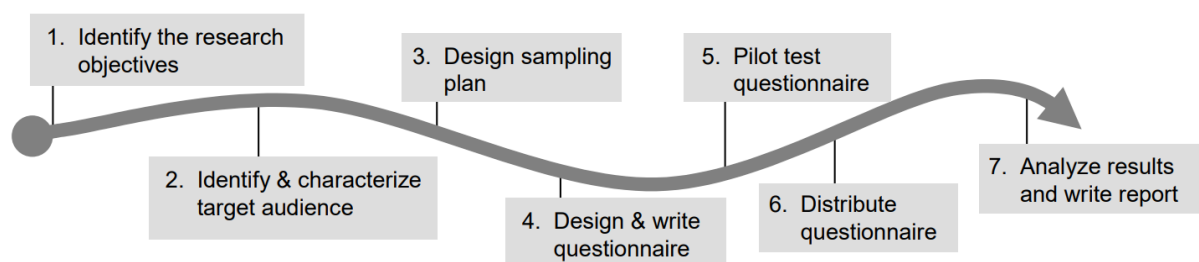 1. Identify the research
objectives
2. Identify & characterize
target audience
3. Design sampling
plan
4. Design & write
questionnaire
5. Pilot test
questionnaire
6. Distribute
questionnaire
7. Analyze results
and write report